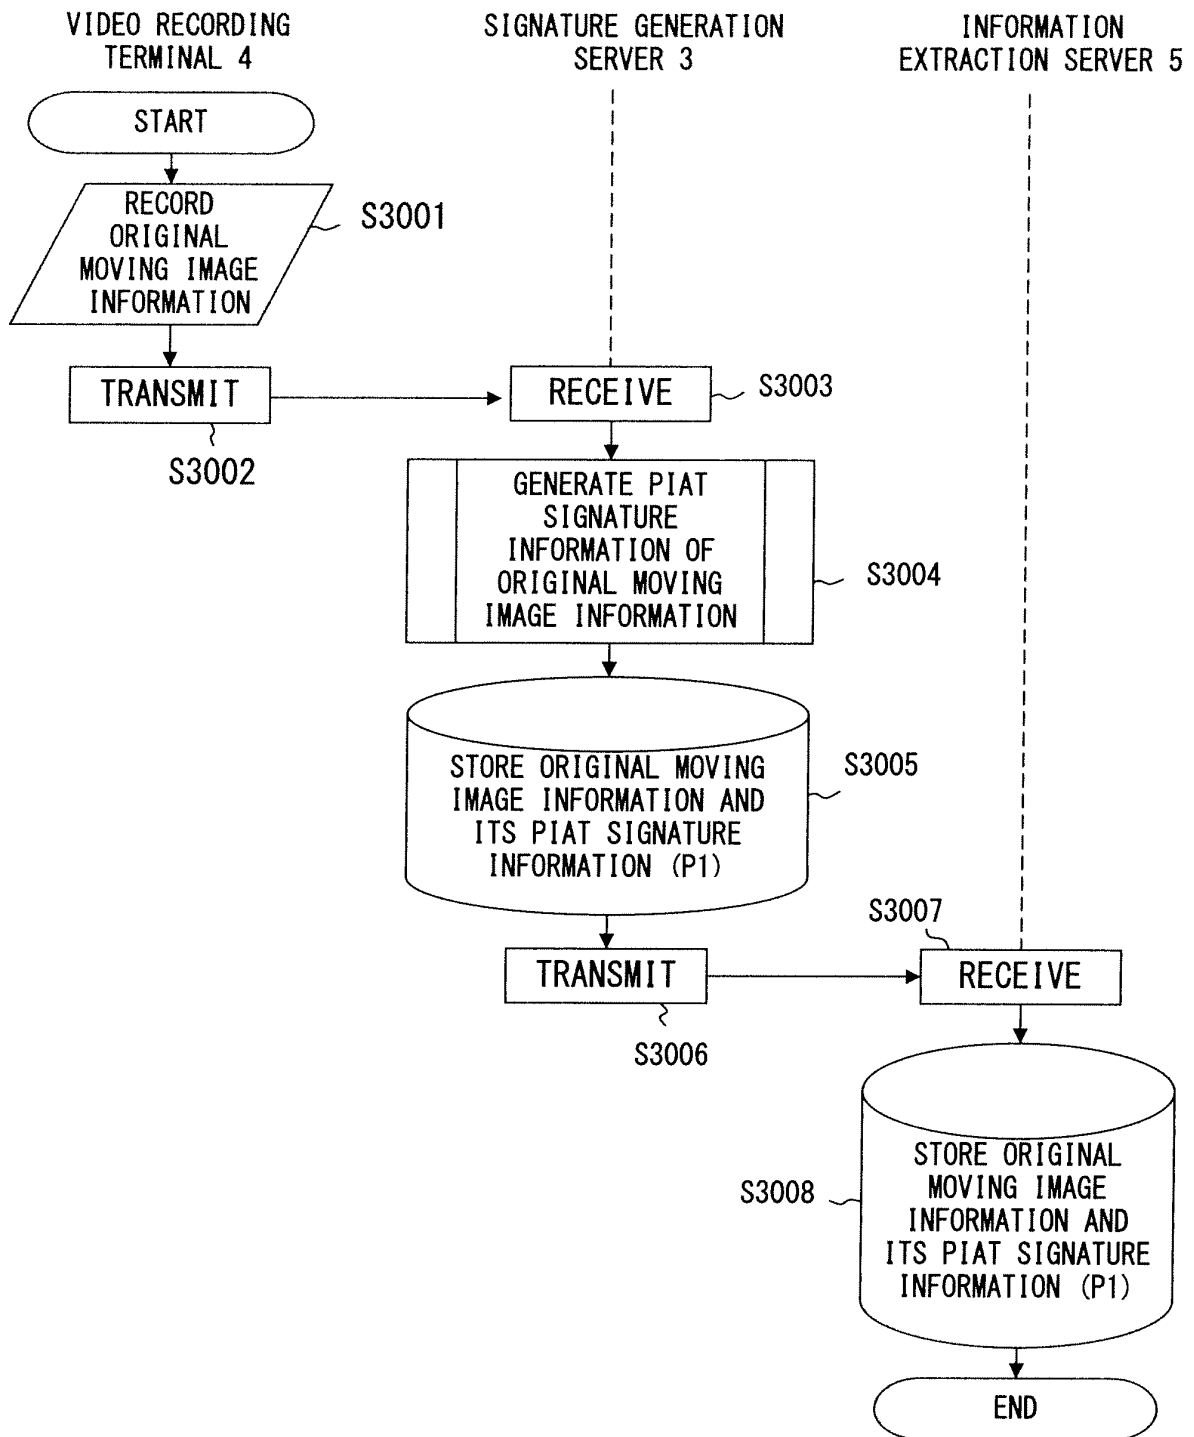 VIDEO RECORDING
TERMINAL 4
SIGNATURE GENERATION
SERVER 3
INFORMATION
EXTRACTION SERVER 5
START
RECORD
ORIGINAL
MOVING IMAGE
INFORMATION
S3001
TRANSMIT
S3002
RECEIVE
S3003
GENERATE PIAT
SIGNATURE
INFORMATION OF
ORIGINAL MOVING
IMAGE INFORMATION
S3004
STORE ORIGINAL MOVING
IMAGE INFORMATION AND
ITS PIAT SIGNATURE
INFORMATION (P1)
S3005
TRANSMIT
S3006
S3007
RECEIVE
STORE ORIGINAL
MOVING IMAGE
INFORMATION AND
ITS PIAT SIGNATURE
INFORMATION (P1)
S3008
END